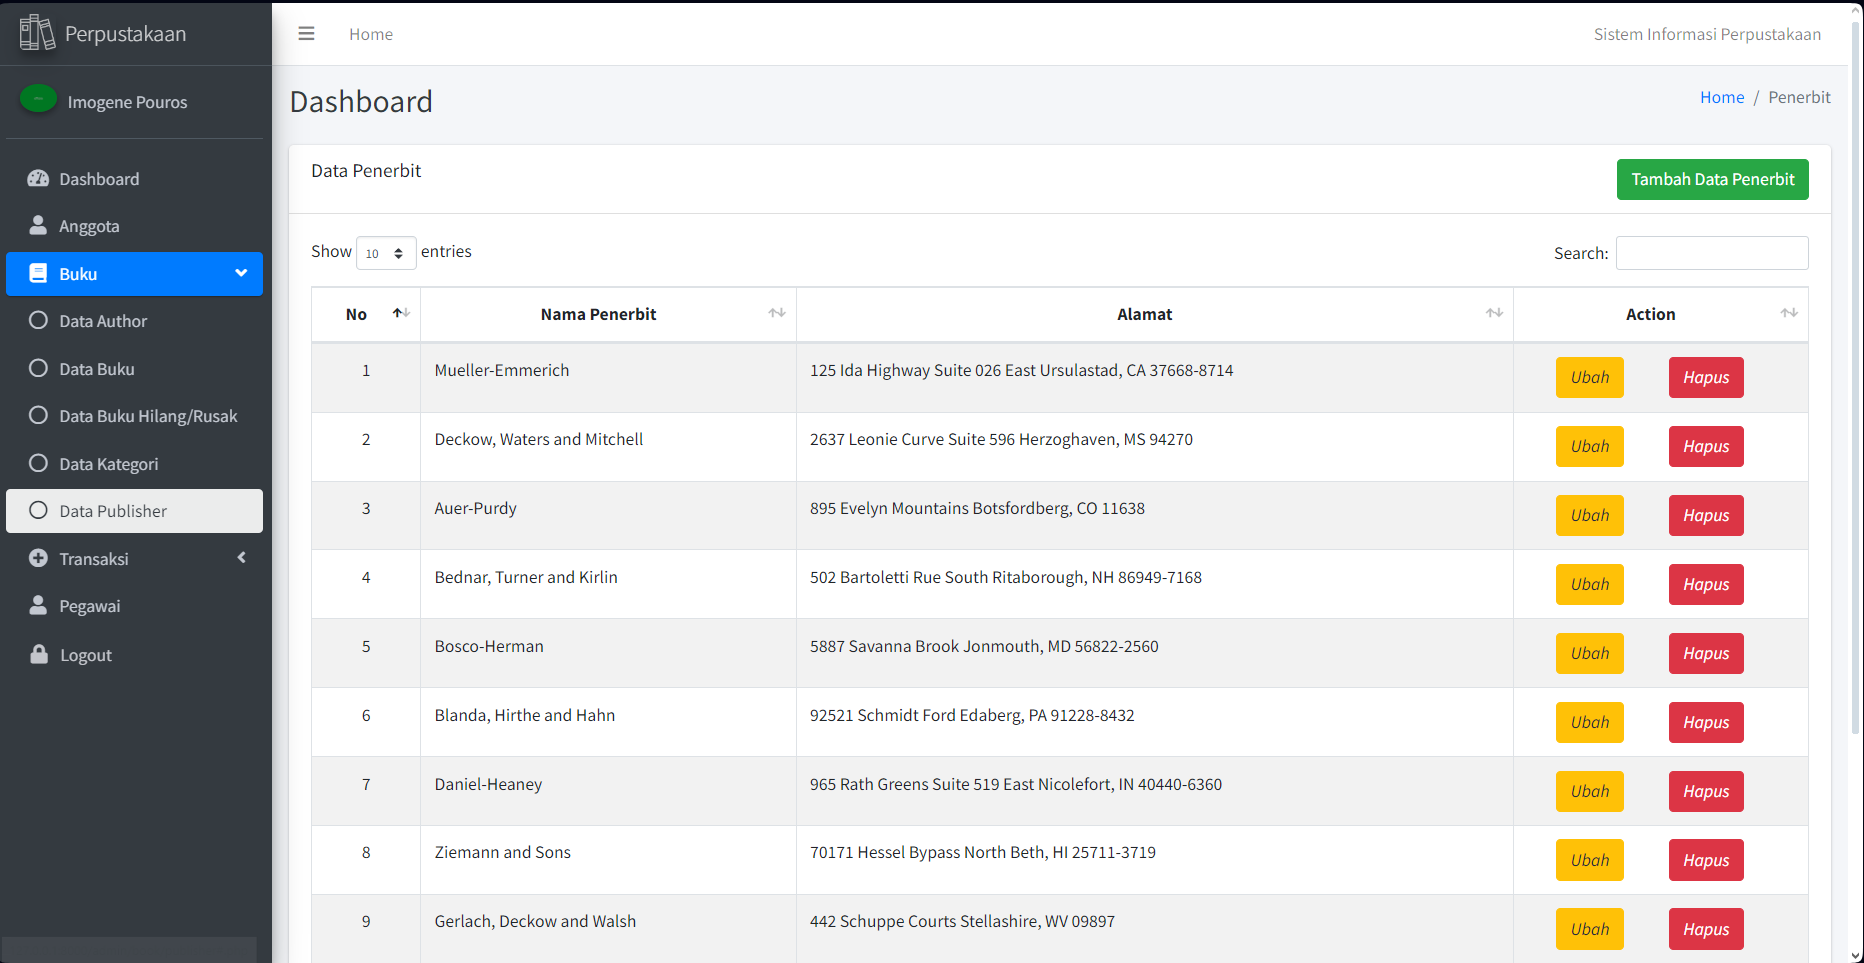 Perpustakaan
Home
Sistem Informasi Perpustakaan
Imogene Pouros
Dashboard
Anggota
Buku
Data Author
Data Buku
Data Buku Hilang/Rusak
Data Kategori
Data Publisher
Transaksi
Pegawai
Logout
Dashboard
Home / Penerbit
Data Penerbit
Tambah Data Penerbit
Show 10 entries
Search:
No Nama Penerbit Alamat Action
1 Mueller-Emmerich 125 Ida Highway Suite 026 East Ursulastad, CA 37668-8714 Ubah Hapus
2 Deckow, Waters and Mitchell 2637 Leonie Curve Suite 596 Herzoghaven, MS 94270 Ubah Hapus
3 Auer-Purdy 895 Evelyn Mountains Botsfordberg, CO 11638 Ubah Hapus
4 Bednar, Turner and Kirlin 502 Bartoletti Rue South Ritaborough, NH 86949-7168 Ubah Hapus
5 Bosco-Herman 5887 Savanna Brook Jonmouth, MD 56822-2560 Ubah Hapus
6 Blanda, Hirthe and Hahn 92521 Schmidt Ford Edaberg, PA 91228-8432 Ubah Hapus
7 Daniel-Heaney 965 Rath Greens Suite 519 East Nicolefort, IN 40440-6360 Ubah Hapus
8 Ziemann and Sons 70171 Hessel Bypass North Beth, HI 25711-3719 Ubah Hapus
9 Gerlach, Deckow and Walsh 442 Schuppe Courts Stellashire, WV 09897 Ubah Hapus